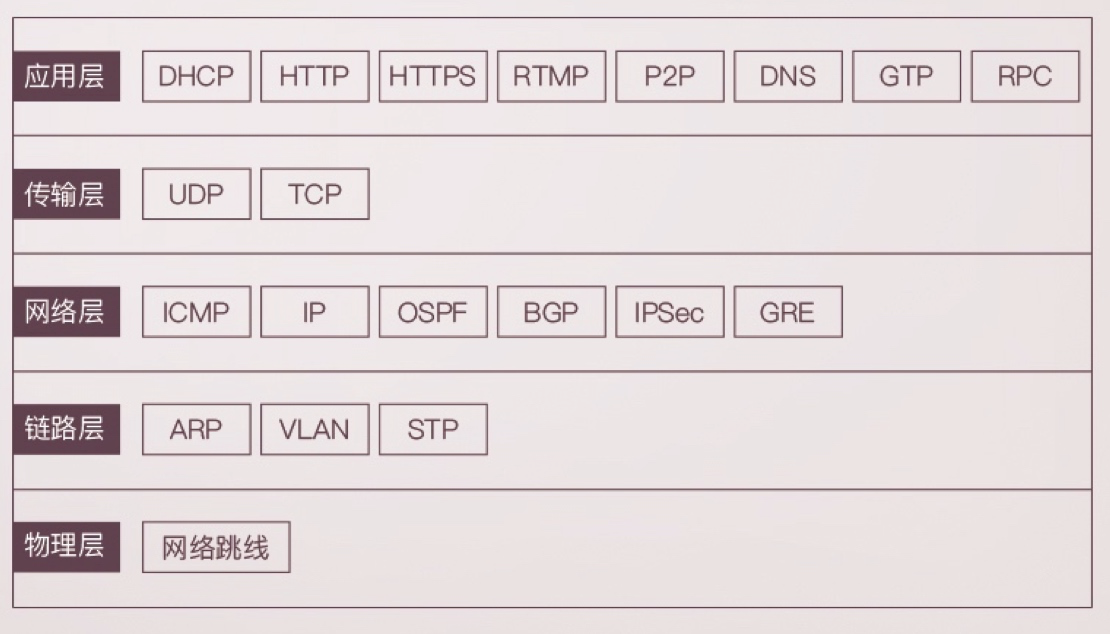 应用层 DHCP HTTP HTTPS RTMP P2P DNS GTP RPC
传输层 UDP TCP
网络层 ICMP IP OSPF BGP IPSec GRE
链路层 ARP VLAN STP
物理层 网络跳线